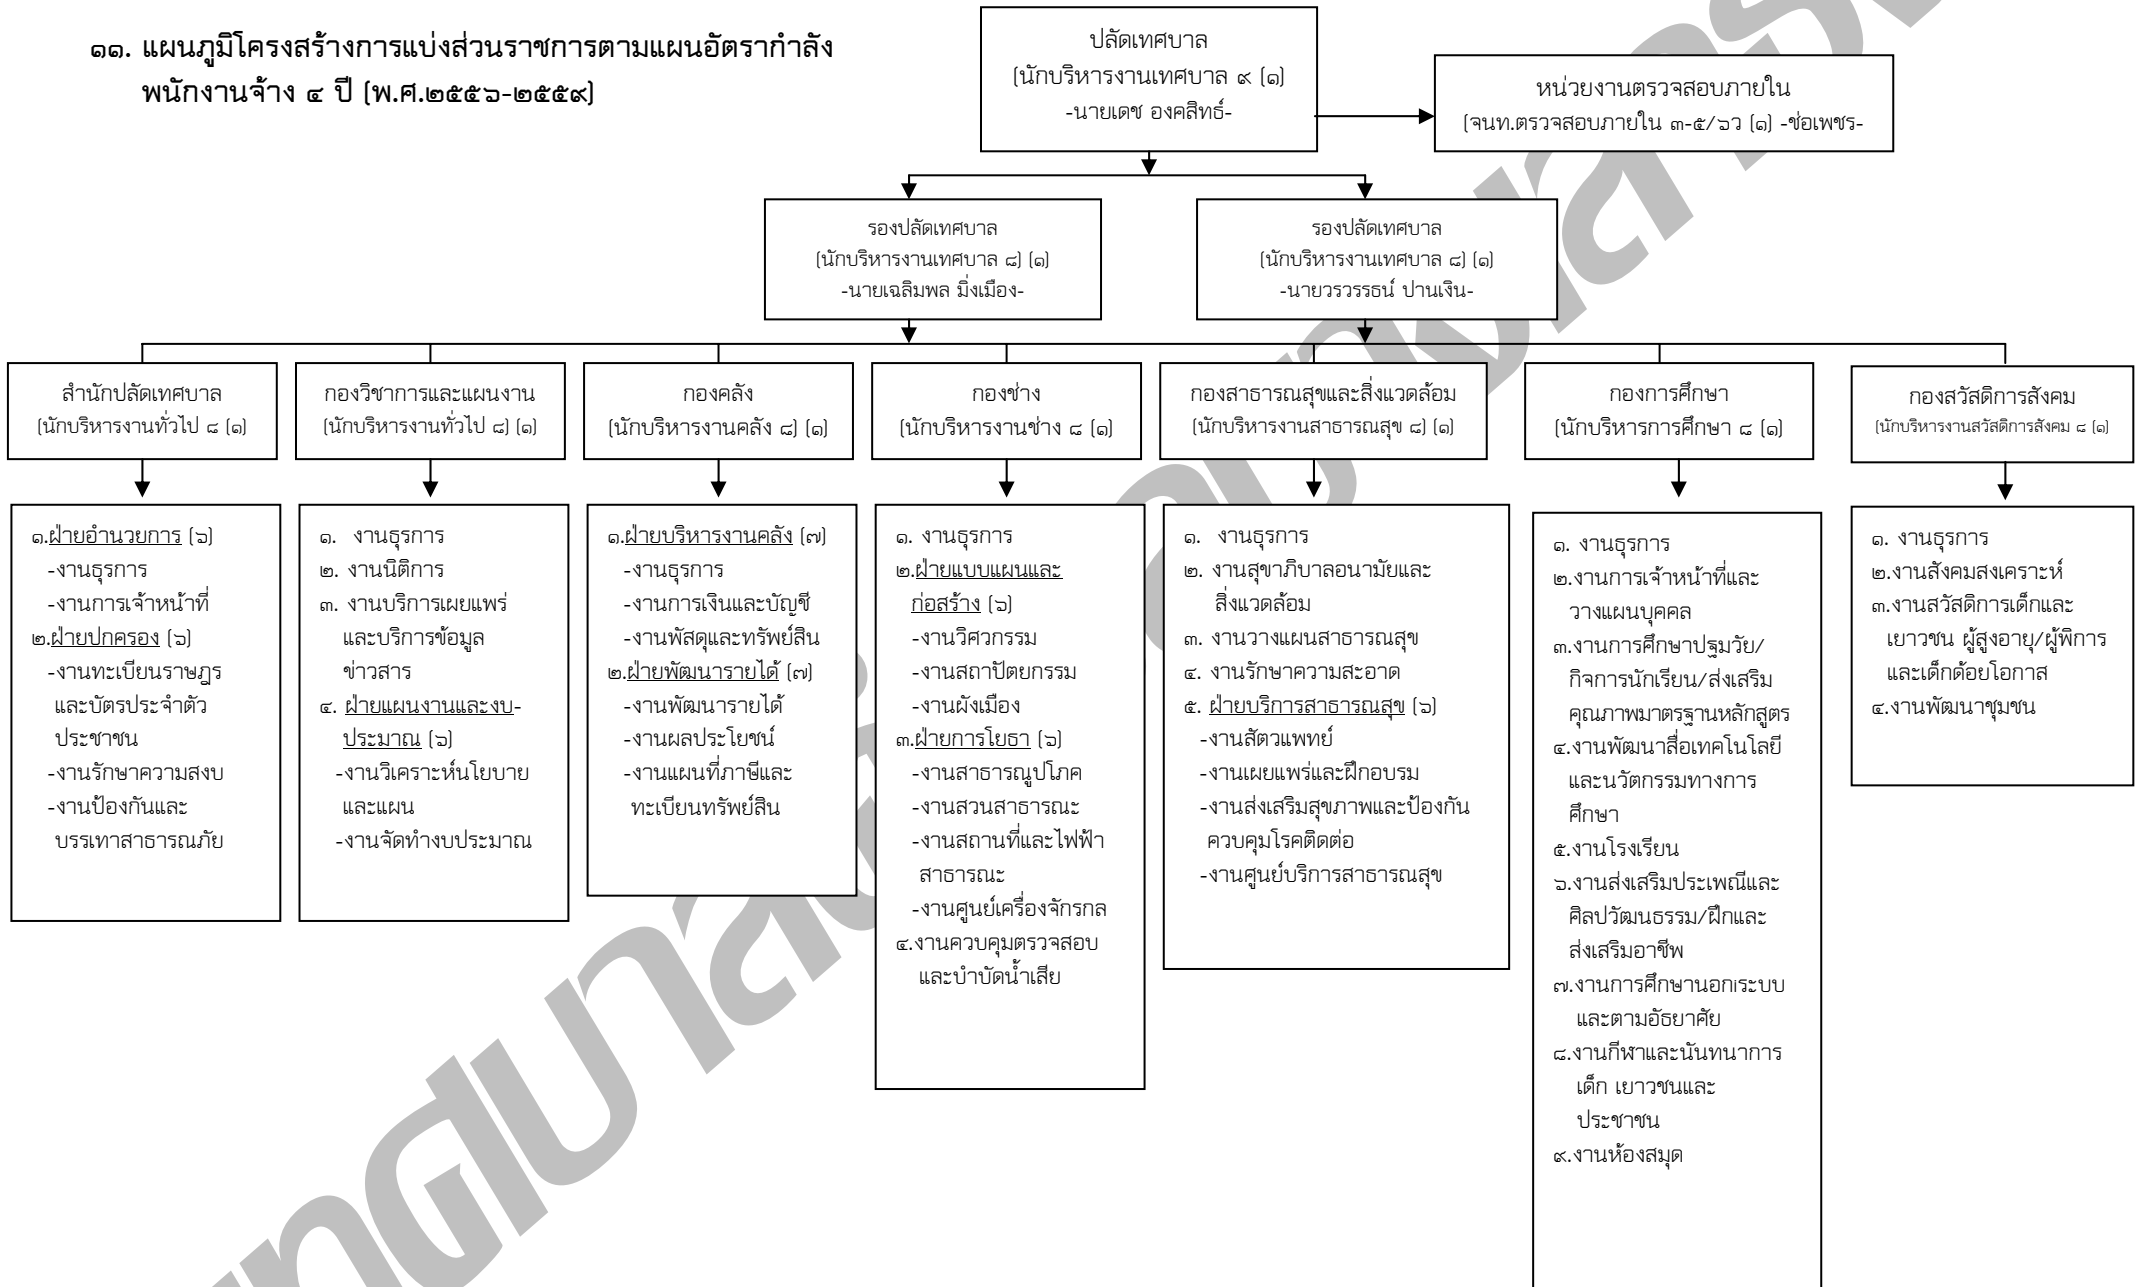 ๑๑. แผนภูมิโครงสร้างการแบ่งส่วนราชการตามแผนอัตรากำลัง
พนักงานจ้าง ๔ ปี (พ.ศ.๒๕๕๖-๒๕๕๙)
ปลัดเทศบาล
(นักบริหารงานเทศบาล ๙ (๑)
-นายเดช องคสิทธ์-
หน่วยงานตรวจสอบภายใน
(จนท.ตรวจสอบภายใน ๓-๕/๖ว (๑) -ช่อเพชร-
รองปลัดเทศบาล
(นักบริหารงานเทศบาล ๘) (๑)
-นายเฉลิมพล มิ่งเมือง-
รองปลัดเทศบาล
(นักบริหารงานเทศบาล ๘) (๑)
-นายวรวรรธน์ ปานเงิน-
สำนักปลัดเทศบาล
(นักบริหารงานทั่วไป ๘ (๑)
กองวิชาการและแผนงาน
(นักบริหารงานทั่วไป ๘) (๑)
กองคลัง
(นักบริหารงานคลัง ๘) (๑)
กองช่าง
(นักบริหารงานช่าง ๘ (๑)
กองสาธารณสุขและสิ่งแวดล้อม
(นักบริหารงานสาธารณสุข ๘) (๑)
กองการศึกษา
(นักบริหารการศึกษา ๘ (๑)
กองสวัสดิการสังคม
(นักบริหารงานสวัสดิการสังคม ๘ (๑)
๑.ฝ่ายอำนวยการ (๖)
-งานธุรการ
-งานการเจ้าหน้าที่
๒.ฝ่ายปกครอง (๖)
-งานทะเบียนราษฎร
และบัตรประจำตัว
ประชาชน
-งานรักษาความสงบ
-งานป้องกันและ
บรรเทาสาธารณภัย
๑. งานธุรการ
๒. งานนิติการ
๓. งานบริการเผยแพร่
และบริการข้อมูล
ข่าวสาร
๔. ฝ่ายแผนงานและงบ-
ประมาณ (๖)
-งานวิเคราะห์นโยบาย
และแผน
-งานจัดทำงบประมาณ
๑.ฝ่ายบริหารงานคลัง (๗)
-งานธุรการ
-งานการเงินและบัญชี
-งานพัสดุและทรัพย์สิน
๒.ฝ่ายพัฒนารายได้ (๗)
-งานพัฒนารายได้
-งานผลประโยชน์
-งานแผนที่ภาษีและ
ทะเบียนทรัพย์สิน
๑. งานธุรการ
๒.ฝ่ายแบบแผนและ
ก่อสร้าง (๖)
-งานวิศวกรรม
-งานสถาปัตยกรรม
-งานผังเมือง
๓.ฝ่ายการโยธา (๖)
-งานสาธารณูปโภค
-งานสวนสาธารณะ
-งานสถานที่และไฟฟ้า
สาธารณะ
-งานศูนย์เครื่องจักรกล
๔.งานควบคุมตรวจสอบ
และบำบัดน้ำเสีย
๑. งานธุรการ
๒. งานสุขาภิบาลอนามัยและ
สิ่งแวดล้อม
๓. งานวางแผนสาธารณสุข
๔. งานรักษาความสะอาด
๕. ฝ่ายบริการสาธารณสุข (๖)
-งานสัตวแพทย์
-งานเผยแพร่และฝึกอบรม
-งานส่งเสริมสุขภาพและป้องกัน
ควบคุมโรคติดต่อ
-งานศูนย์บริการสาธารณสุข
๑. งานธุรการ
๒.งานการเจ้าหน้าที่และ
วางแผนบุคคล
๓.งานการศึกษาปฐมวัย/
กิจการนักเรียน/ส่งเสริม
คุณภาพมาตรฐานหลักสูตร
๔.งานพัฒนาสื่อเทคโนโลยี
และนวัตกรรมทางการ
ศึกษา
๕.งานโรงเรียน
๖.งานส่งเสริมประเพณีและ
ศิลปวัฒนธรรม/ฝึกและ
ส่งเสริมอาชีพ
๗.งานการศึกษานอกระบบ
และตามอัธยาศัย
๘.งานกีฬาและนันทนาการ
เด็ก เยาวชนและ
ประชาชน
๙.งานห้องสมุด
๑. งานธุรการ
๒.งานสังคมสงเคราะห์
๓.งานสวัสดิการเด็กและ
เยาวชน ผู้สูงอายุ/ผู้พิการ
และเด็กด้อยโอกาส
๔.งานพัฒนาชุมชน